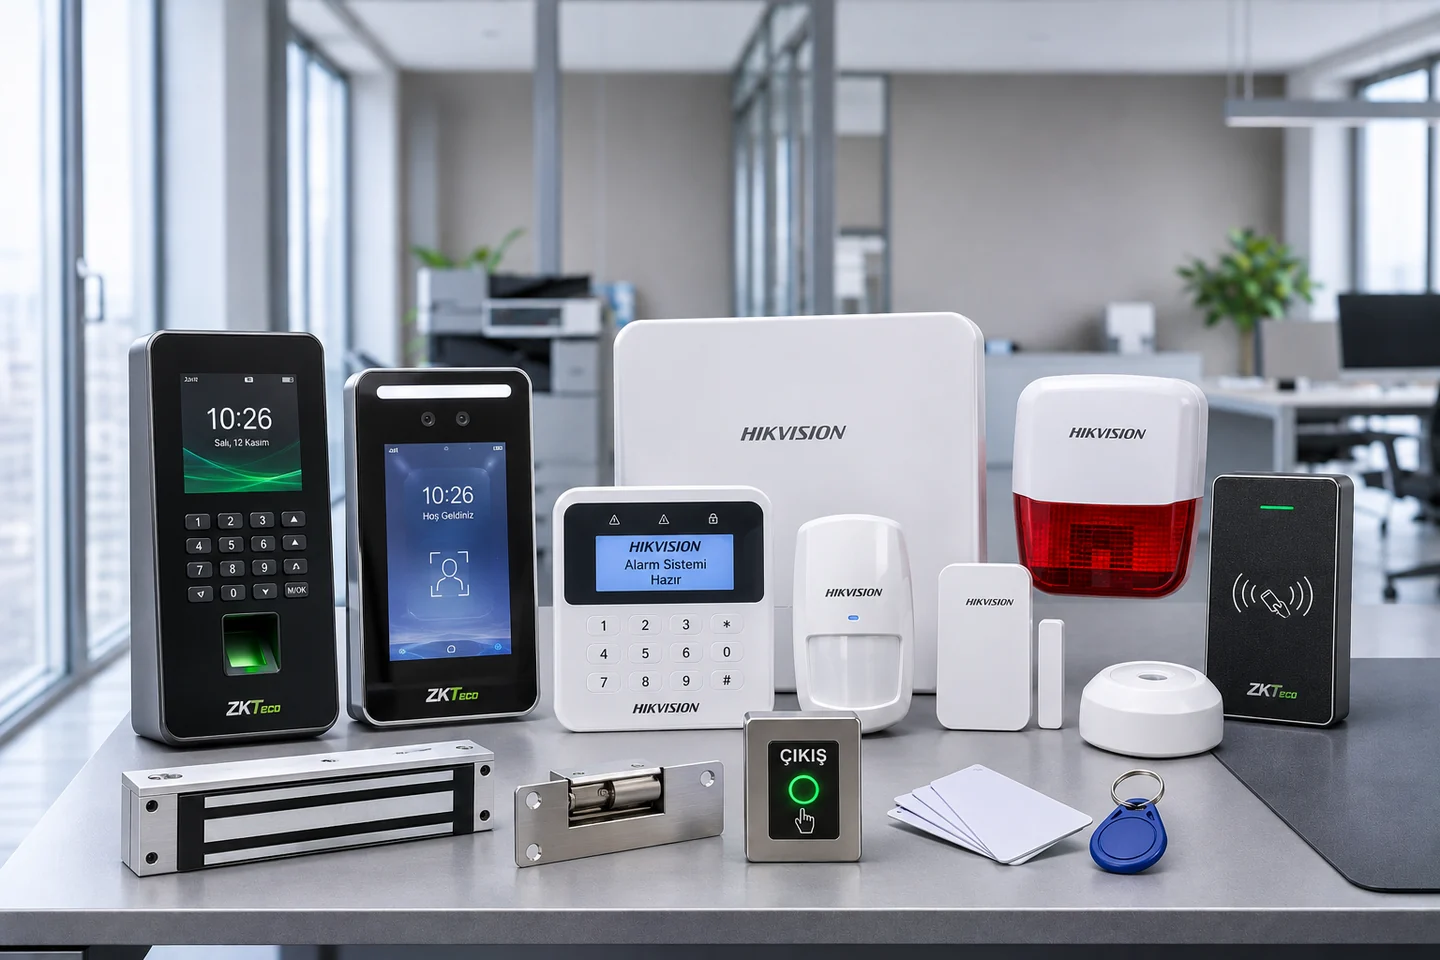 10:26
Salı, 12 Kasım
1 2 3
4 5 6
7 8 9
0 M/OK
ZKTeco
10:26
Hoş Geldiniz
ZKTeco
HIKVISION
HIKVISION
Alarm Sistemi
Hazır
1 2 3 *
4 5 6 0
7 8 9 #
HIKVISION
HIKVISION
HIKVISION
HIKVISION
ZKTeco
ÇIKIŞ